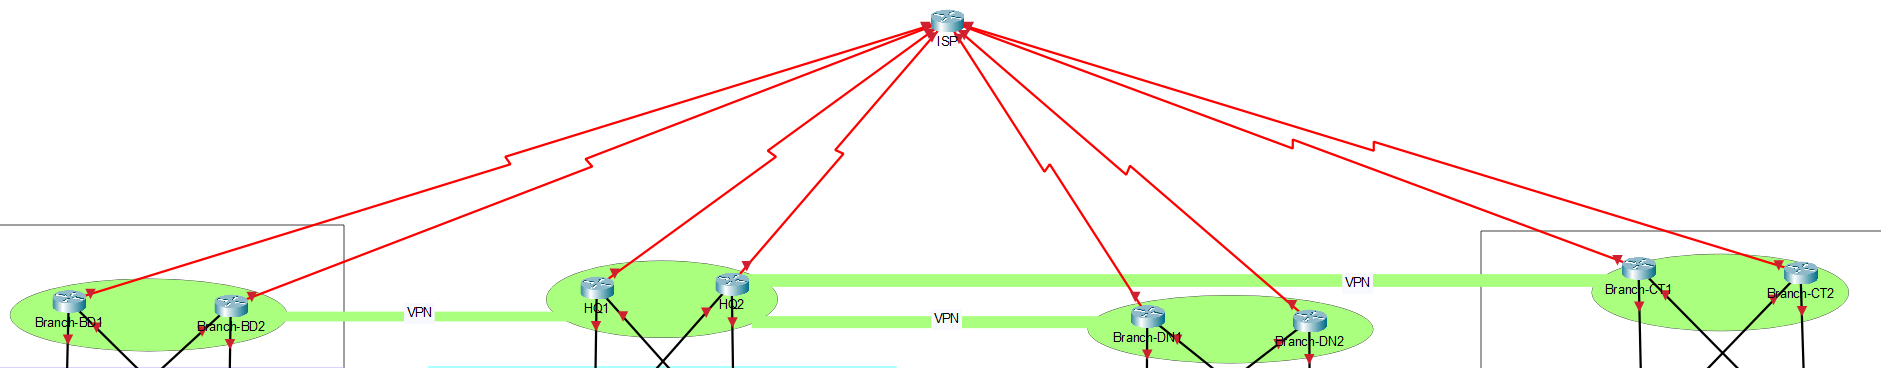 ISP
Branch-BD1
Branch-BD2
VPN
HQ1
HQ2
VPN
VPN
Branch-DN1
Branch-DN2
Branch-CT1
Branch-CT2